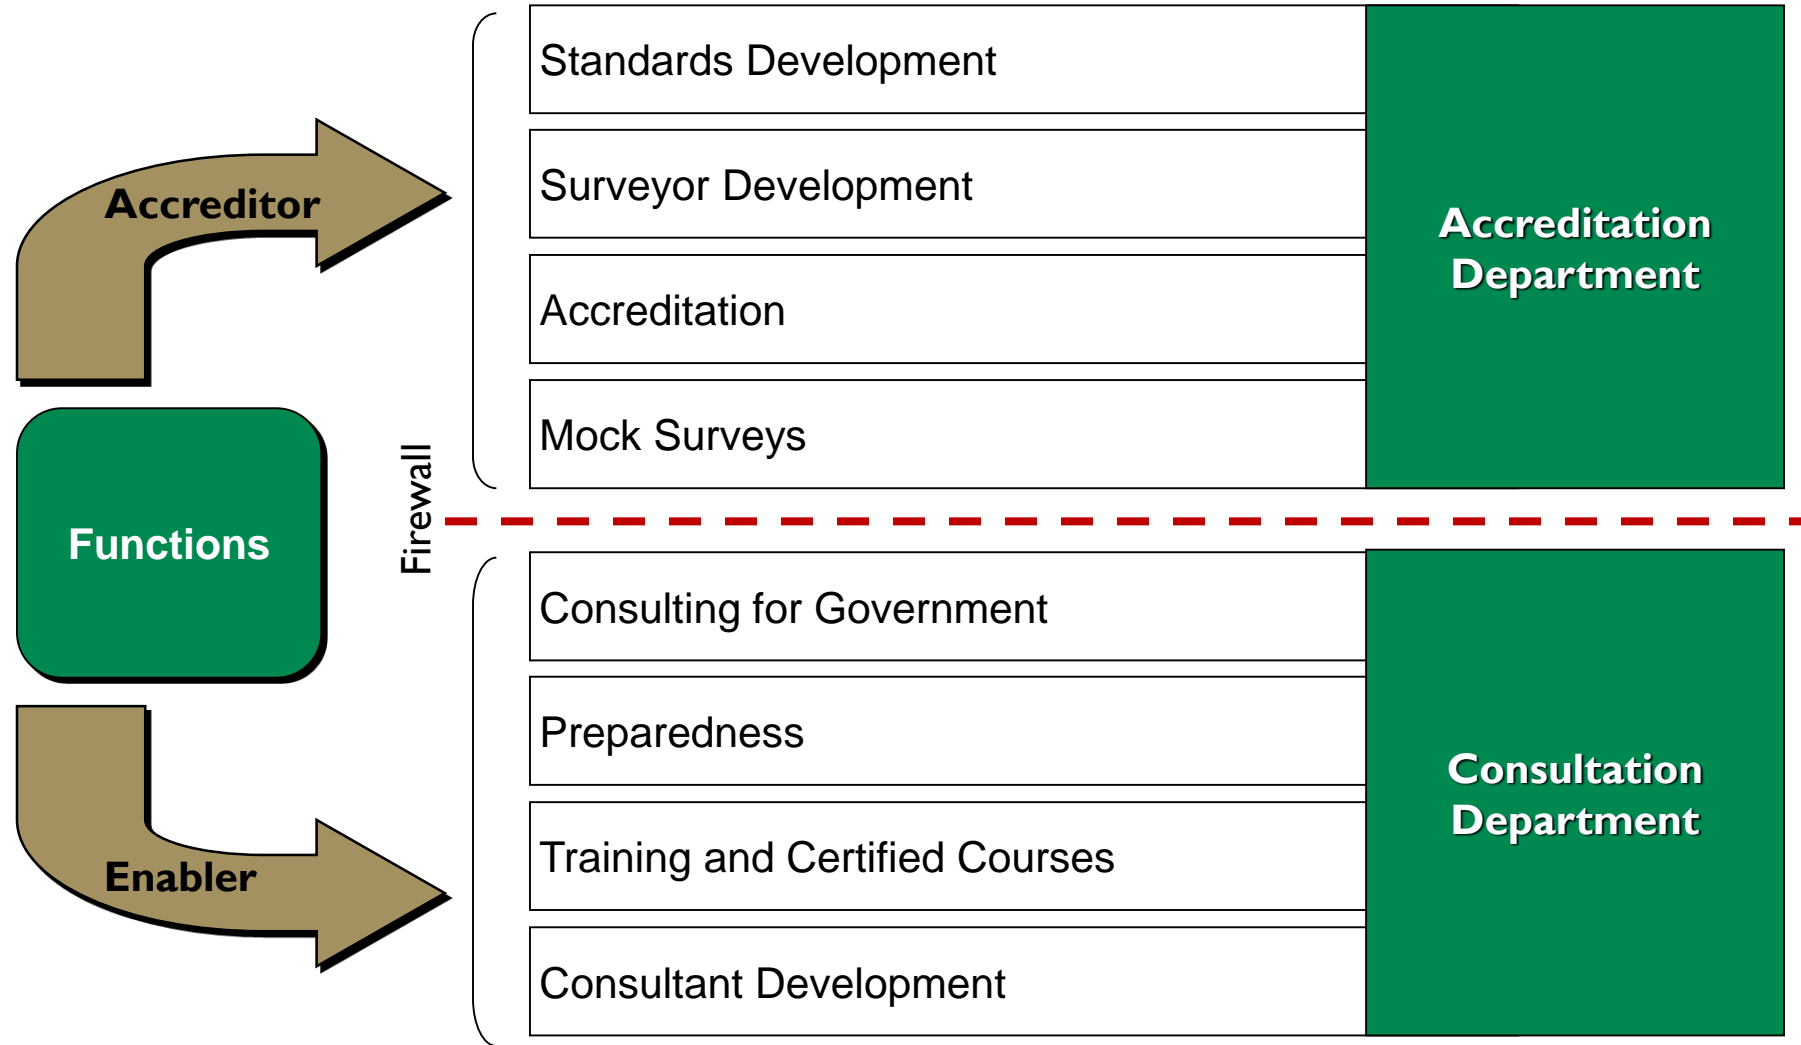 Standards Development
Surveyor Development
Accreditation
Mock Surveys
Accreditor
Accreditation
Department
Functions
Firewall
Consulting for Government
Preparedness
Training and Certified Courses
Consultant Development
Enabler
Consultation
Department